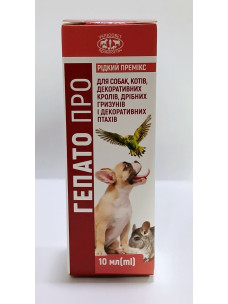 РІДКИЙ ПРЕМІКС
ДЛЯ СОБАК, КОТІВ,
ДЕКОРАТИВНИХ
КРОЛІВ, ДРІБНИХ
ГРИЗУНІВ
І ДЕКОРАТИВНИХ
ПТАХІВ
ГЕПАТО ПРО
10 мл(ml)